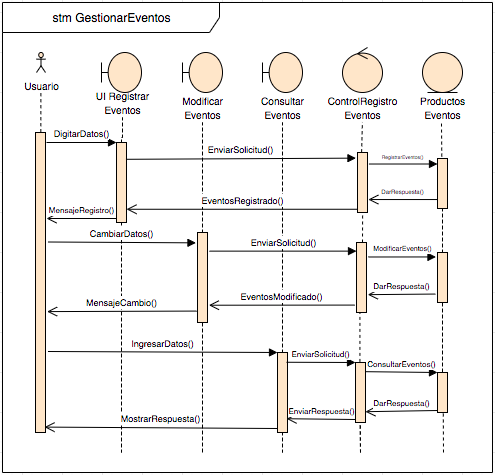 stm GestionarEventos
Usuario
UI Registrar
Eventos
Modificar
Eventos
Consultar
Eventos
ControlRegistro
Eventos
Productos
Eventos
DigitarDatos()
EnviarSolicitud()
RegistrarEventos()
DarRespuesta()
EventosRegistrado()
MensajeRegistro()
CambiarDatos()
EnviarSolicitud()
ModificarEventos()
DarRespuesta()
EventosModificado()
MensajeCambio()
IngresarDatos()
EnviarSolicitud()
ConsultarEventos()
DarRespuesta()
EnviarRespuesta()
MostrarRespuesta()